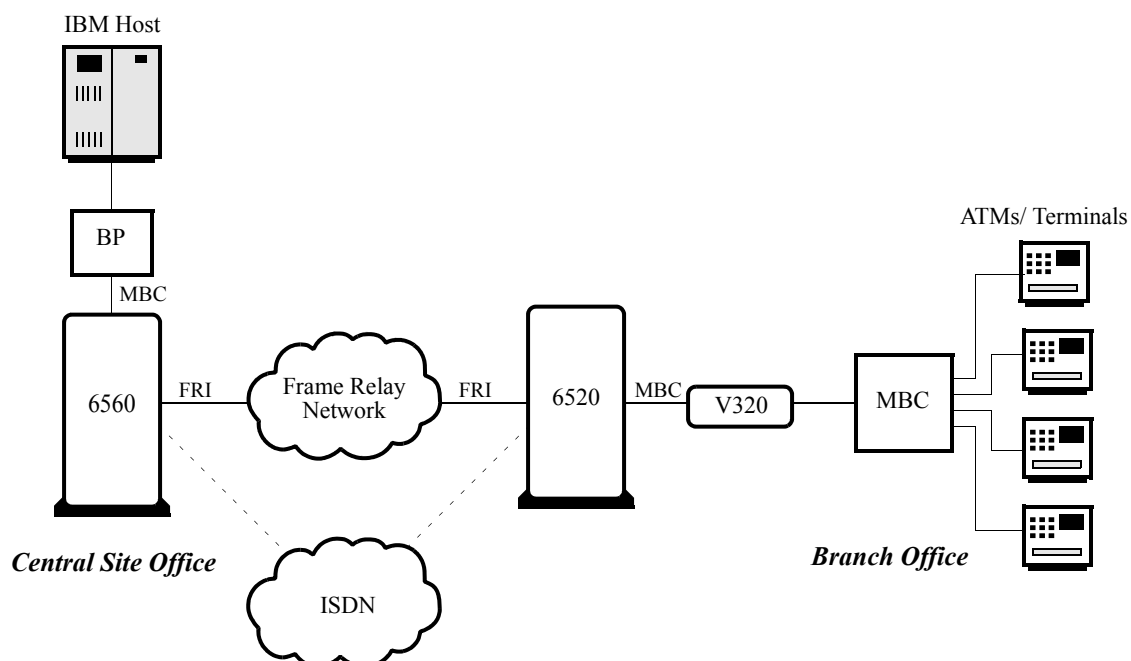 IBM Host
BP
MBC
ATMs/ Terminals
6560
FRI
Frame Relay
Network
FRI
6520
MBC
V320
MBC
Central Site Office
Branch Office
ISDN